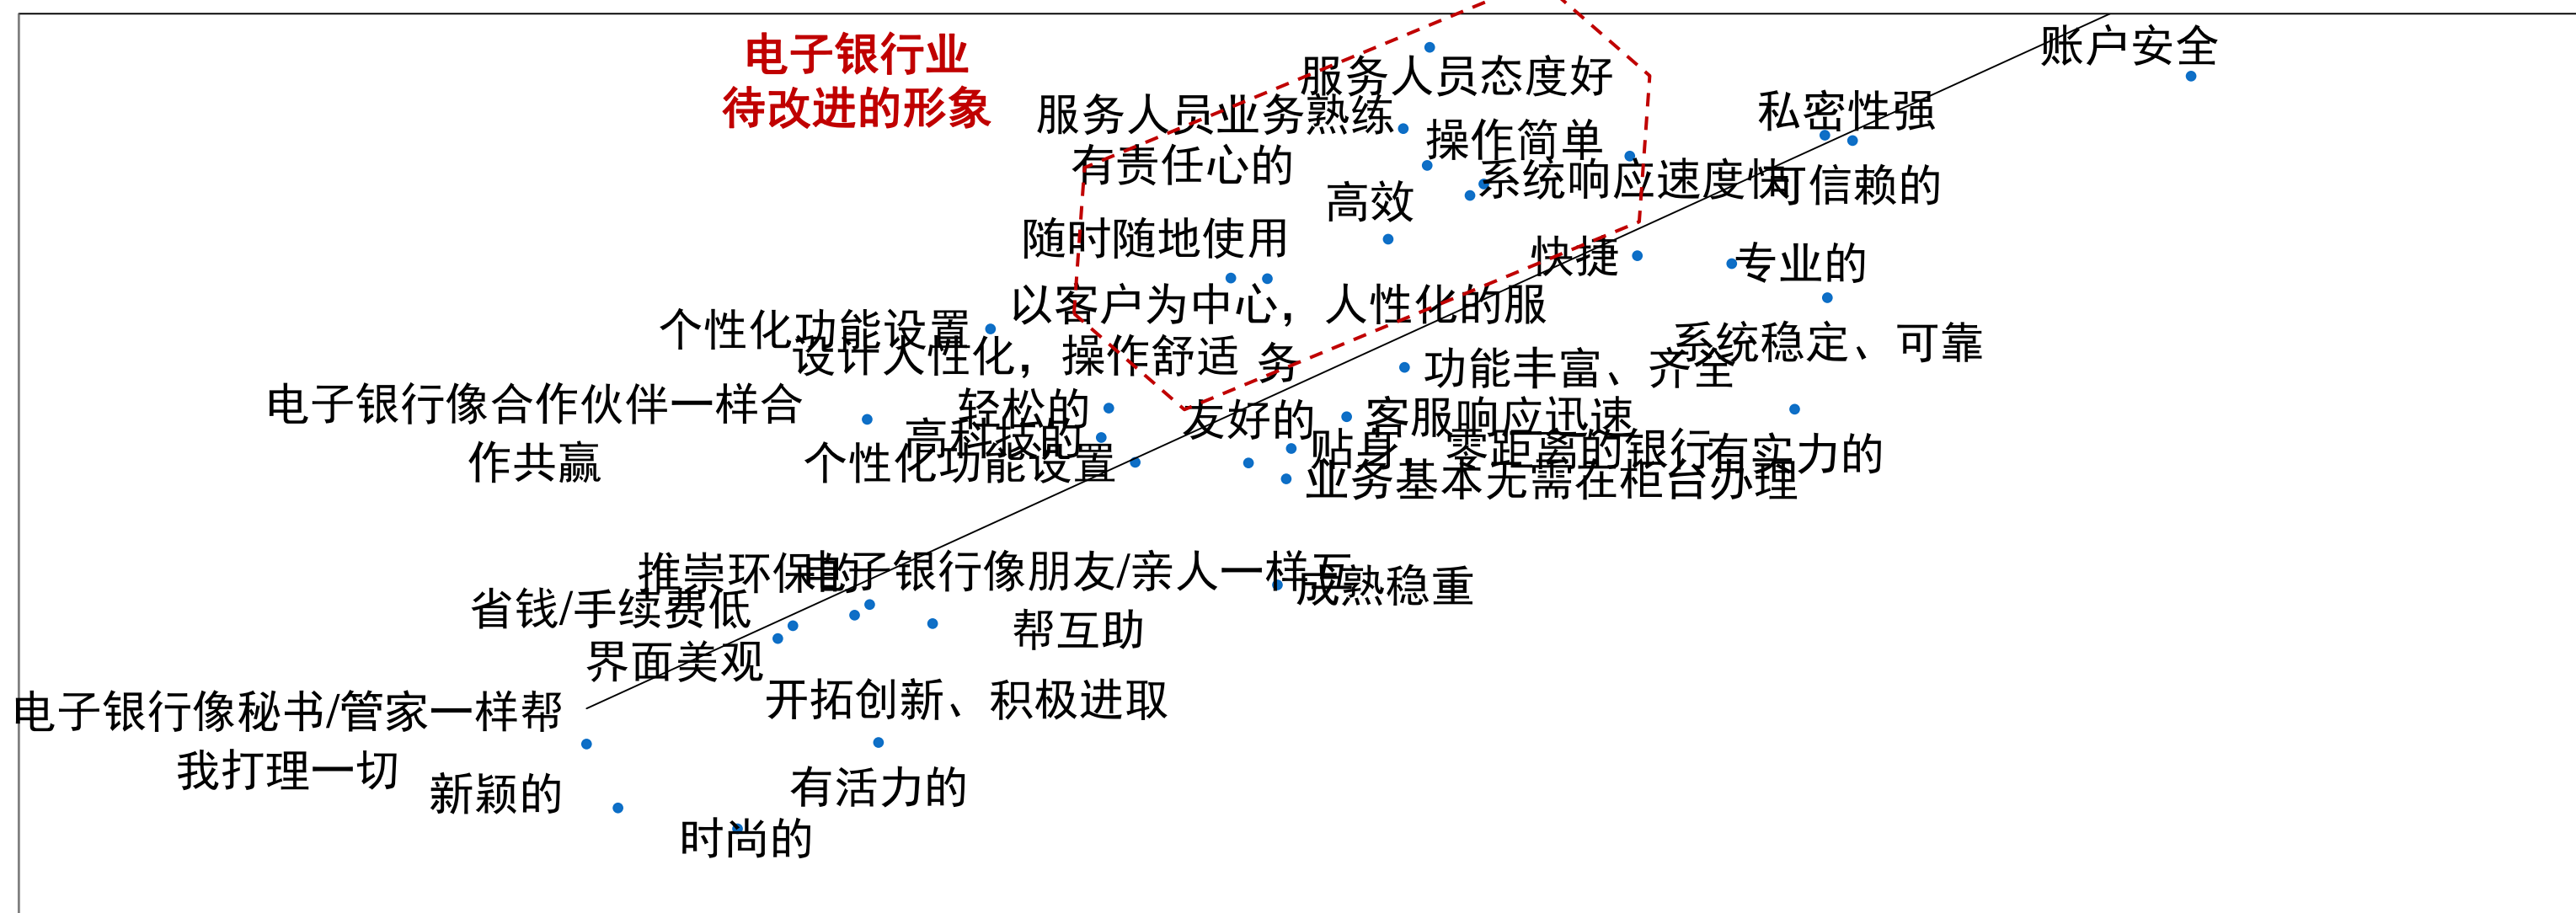 电子银行业
待改进的形象
账户安全
服务人员态度好
私密性强
服务人员业务熟练
操作简单
有责任心的
系统响应速度快
可信赖的
高效
随时随地使用
快捷
专业的
以客户为中心，人性化的服
务
个性化功能设置
系统稳定、可靠
设计人性化，操作舒适
功能丰富、齐全
电子银行像合作伙伴一样合
作共赢
轻松的
友好的
客服响应迅速
高科技的
贴身，零距离的银行
有实力的
个性化功能设置
业务基本无需在柜台办理
推崇环保的
电子银行像朋友/亲人一样互
帮互助
成熟稳重
省钱/手续费低
界面美观
开拓创新、积极进取
电子银行像秘书/管家一样帮
我打理一切
新颖的
有活力的
时尚的